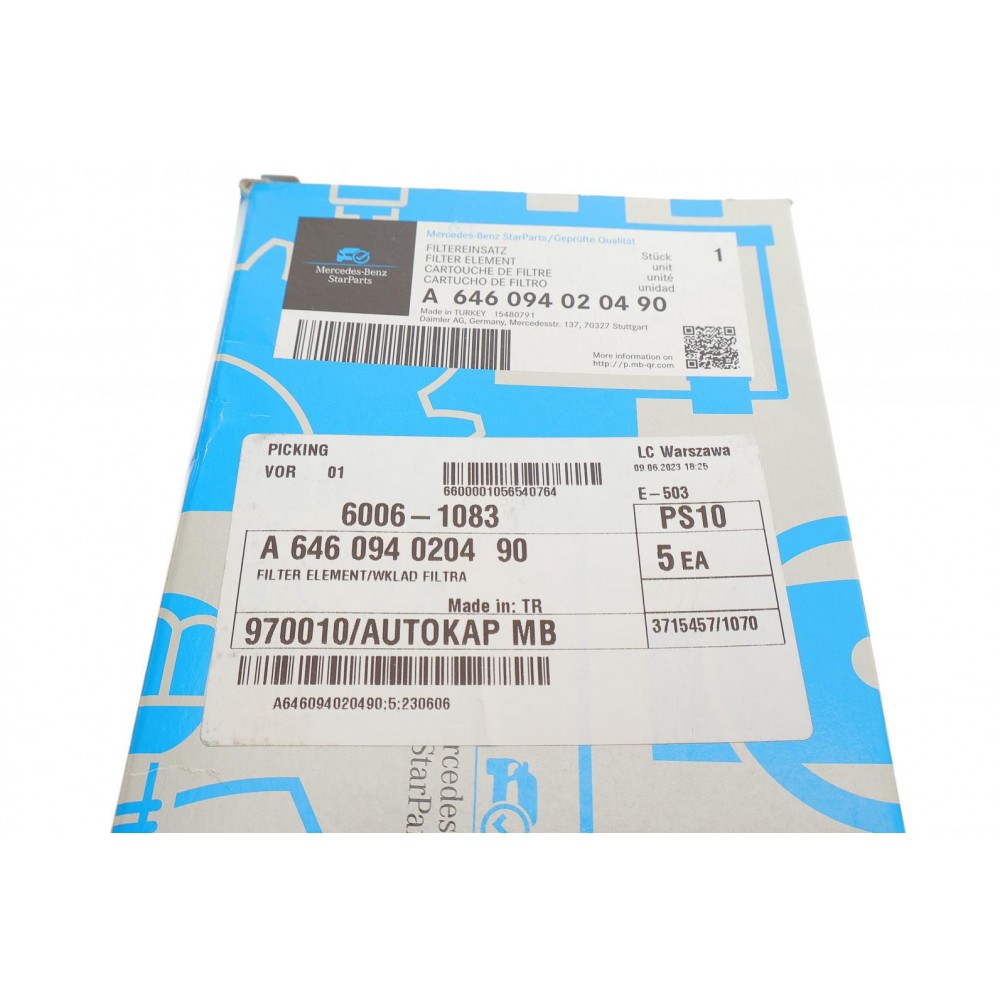 Mercedes-Benz
StarParts
Mercedes-Benz StarParts/Geprüfte Qualität
FILTEREINSATZ
FILTER ELEMENT
CARTOUCHE DE FILTRE
CARTUCHO DE FILTRO
Stück
unit
unité
unidad
1
A 646 094 02 04 90
Made in TURKEY 15480791
Daimler AG, Germany, Mercedesstr. 137, 70327 Stuttgart
More information on
http://p.mb-qr.com
PICKING
VOR 01
6600001056540764
LC Warszawa
09.06.2023 18:25
E-503
6006-1083
PS10
A 646 094 0204 90
5 EA
FILTER ELEMENT/WKLAD FILTRA
Made in: TR
970010/AUTOKAP MB
3715457/1070
A646094020490;5;230606
Mercedes
StarPa